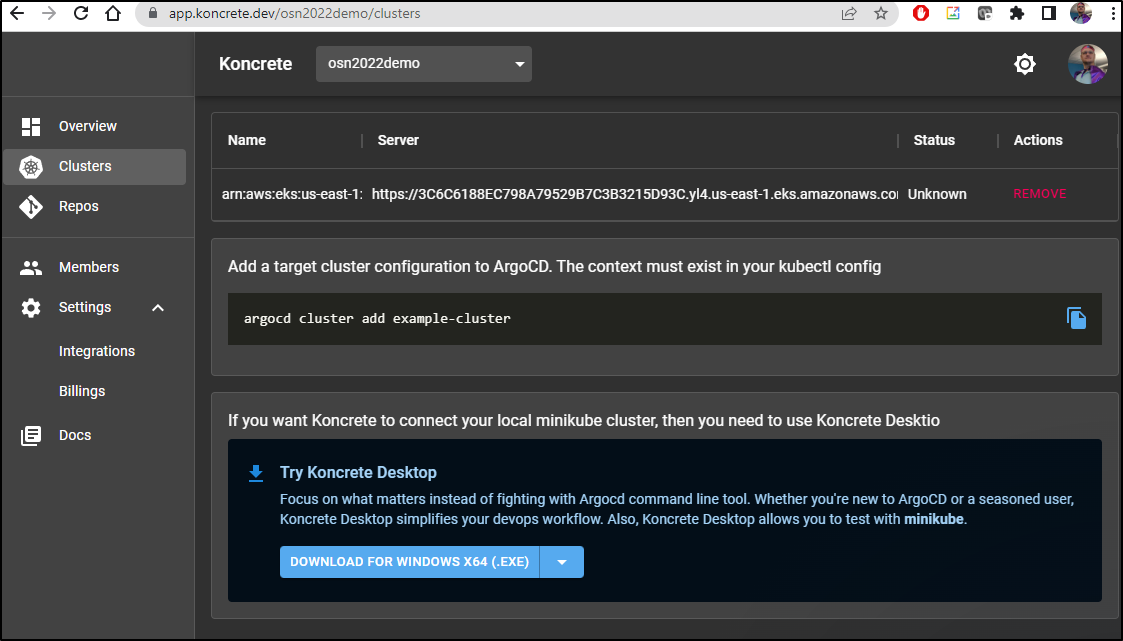 app.koncrete.dev/osn2022demo/clusters
Koncrete
osn2022demo
Overview
Clusters
Repos
Members
Settings
Integrations
Billings
Docs
Name
Server
Status
Actions
arn:aws:eks:us-east-1:
https://3C6C6188EC798A79529B7C3B3215D93C.yl4.us-east-1.eks.amazonaws.co
Unknown
REMOVE
Add a target cluster configuration to ArgoCD. The context must exist in your kubectl config
argocd cluster add example-cluster
If you want Koncrete to connect your local minikube cluster, then you need to use Koncrete Desktio
Try Koncrete Desktop
Focus on what matters instead of fighting with Argocd command line tool. Whether you're new to ArgoCD or a seasoned user,
Koncrete Desktop simplifies your devops workflow. Also, Koncrete Desktop allows you to test with minikube.
DOWNLOAD FOR WINDOWS X64 (.EXE)